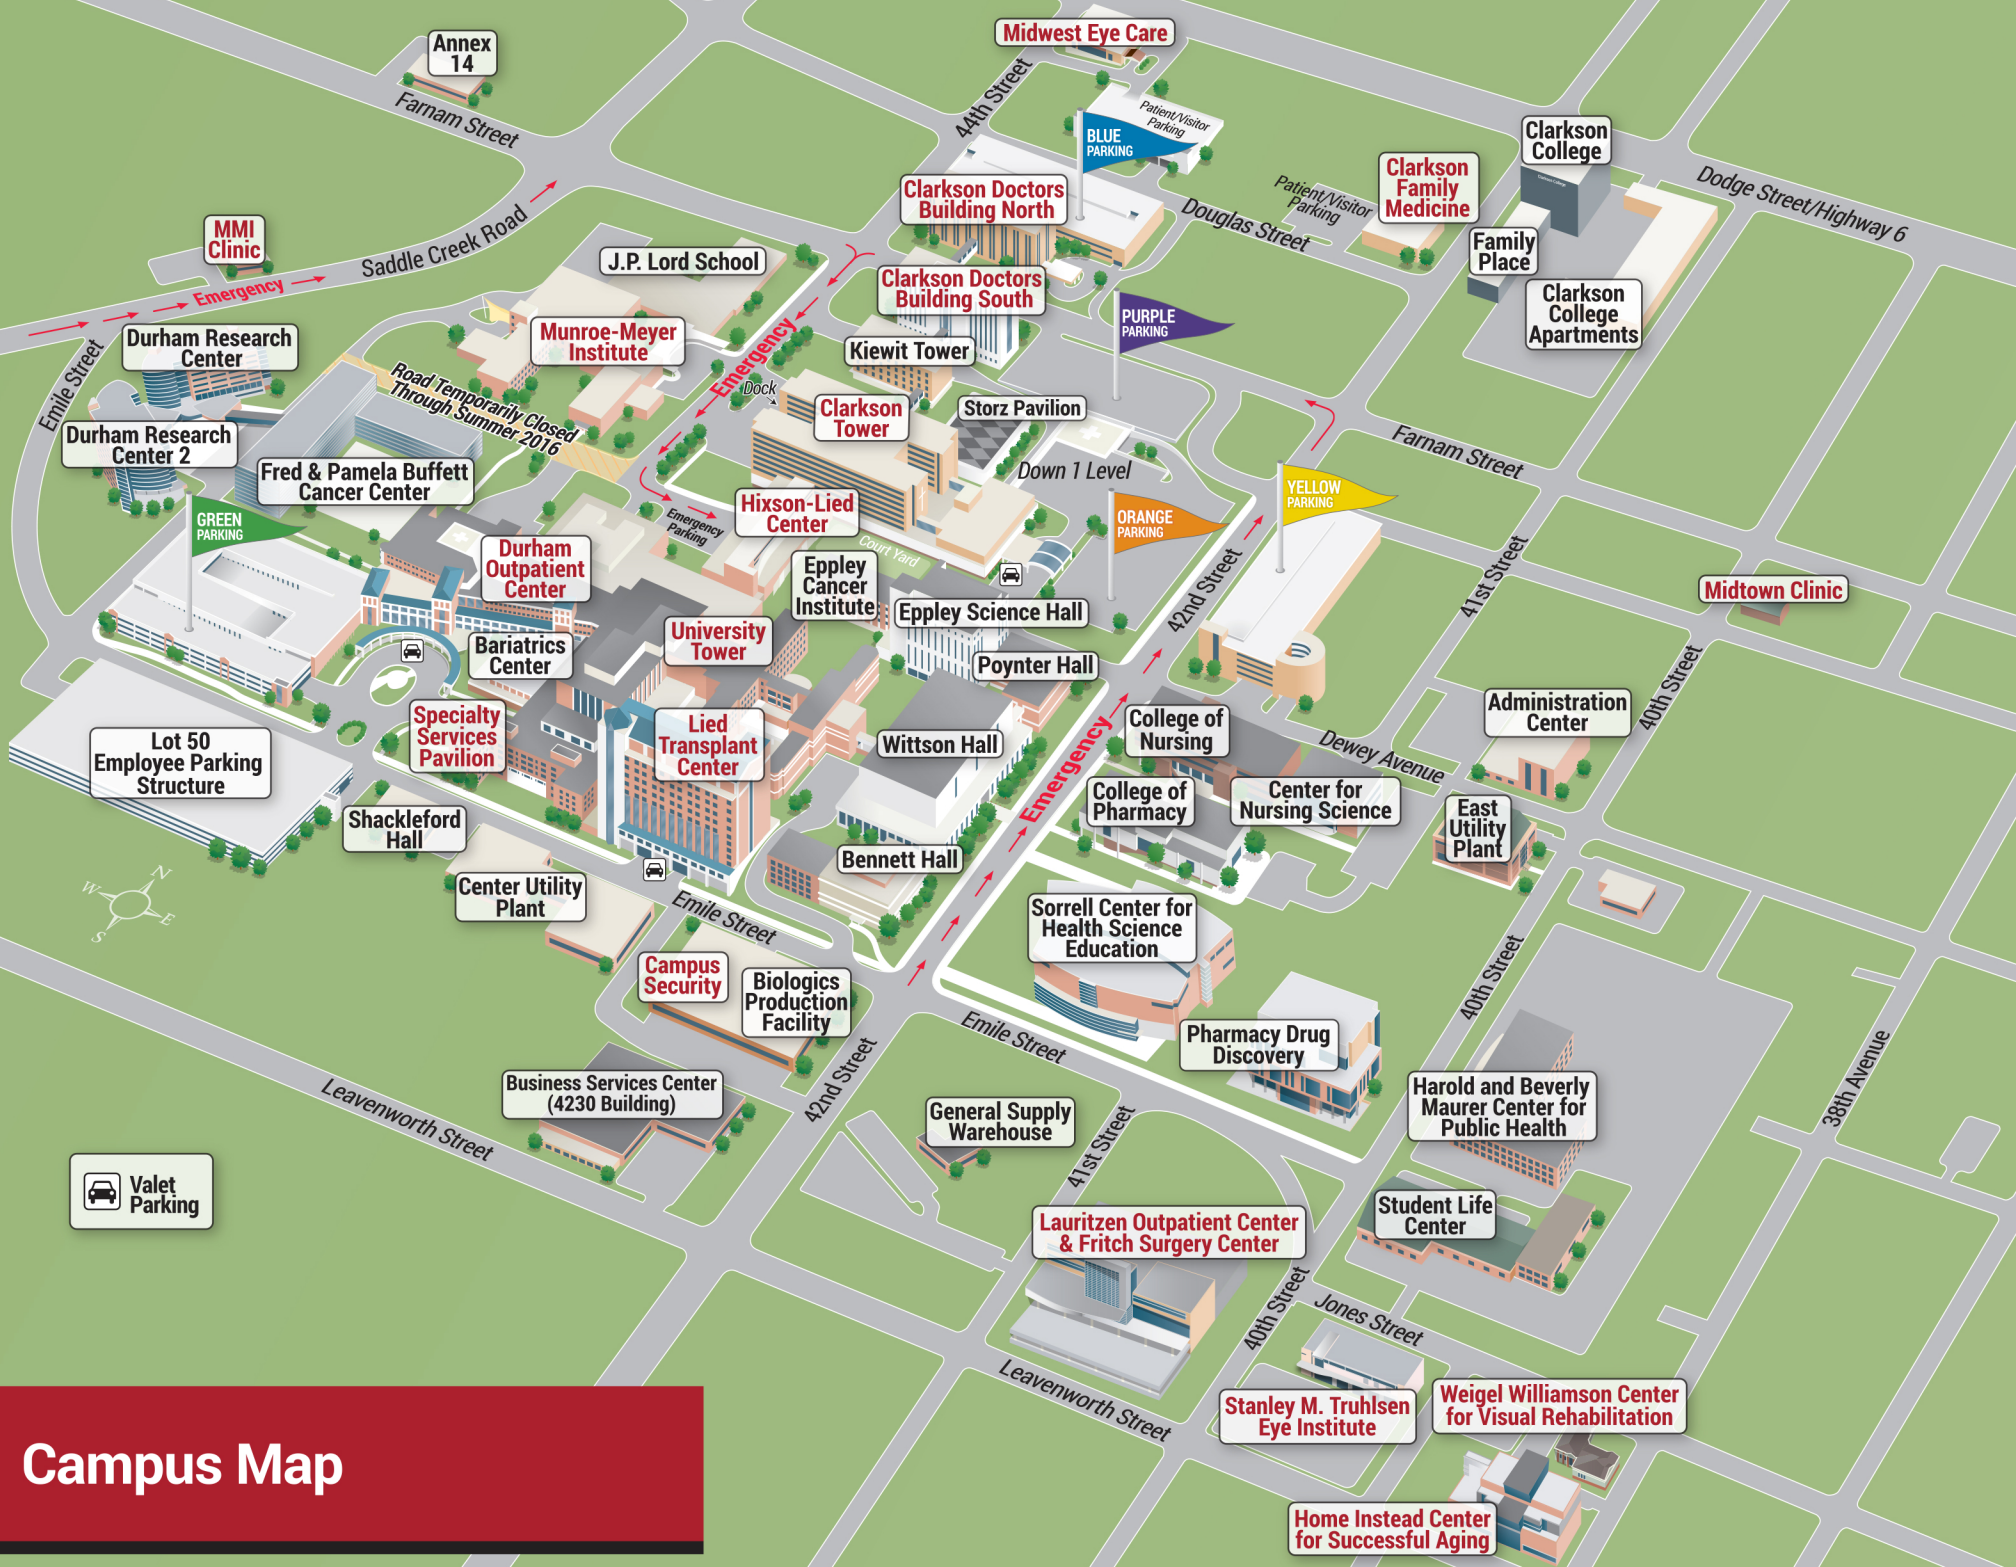 Midwest Eye Care
Annex
14
Farnam Street
44th Street
Patient/Visitor
Parking
BLUE
PARKING
Clarkson
College
Clarkson
Family
Medicine
Patient/Visitor
Parking
Clarkson College
Dodge Street/Highway 6
Clarkson Doctors
Building North
Douglas Street
MMI
Clinic
Saddle Creek Road
Emergency
J.P. Lord School
Family
Place
Clarkson Doctors
Building South
Clarkson
College
Apartments
PURPLE
PARKING
Durham Research
Center
Munroe-Meyer
Institute
Emergency
Kiewit Tower
Emile Street
Road Temporarily Closed
Through Summer 2016
Dock
Clarkson
Tower
Storz Pavilion
Durham Research
Center 2
Farnam Street
Fred & Pamela Buffett
Cancer Center
Down 1 Level
YELLOW
PARKING
GREEN
PARKING
Emergency
Parking
Hixson-Lied
Center
ORANGE
PARKING
Court Yard
Durham
Outpatient
Center
Eppley
Cancer
Institute
42nd Street
41st Street
Midtown Clinic
Eppley Science Hall
University
Tower
Bariatrics
Center
Poynter Hall
40th Street
Specialty
Services
Pavilion
Lied
Transplant
Center
Wittson Hall
College of
Nursing
Administration
Center
Dewey Avenue
Lot 50
Employee Parking
Structure
Emergency
College of
Pharmacy
Center for
Nursing Science
East
Utility
Plant
Shackleford
Hall
Bennett Hall
N
W
E
S
Center Utility
Plant
Emile Street
Sorrell Center for
Health Science
Education
40th Street
Campus
Security
Biologics
Production
Facility
Emile Street
Pharmacy Drug
Discovery
38th Avenue
42nd Street
Business Services Center
(4230 Building)
Leavenworth Street
General Supply
Warehouse
41st Street
Harold and Beverly
Maurer Center for
Public Health
Valet
Parking
Student Life
Center
Lauritzen Outpatient Center
& Fritch Surgery Center
40th Street
Jones Street
Leavenworth Street
Stanley M. Truhlsen
Eye Institute
Weigel Williamson Center
for Visual Rehabilitation
Campus Map
Home Instead Center
for Successful Aging